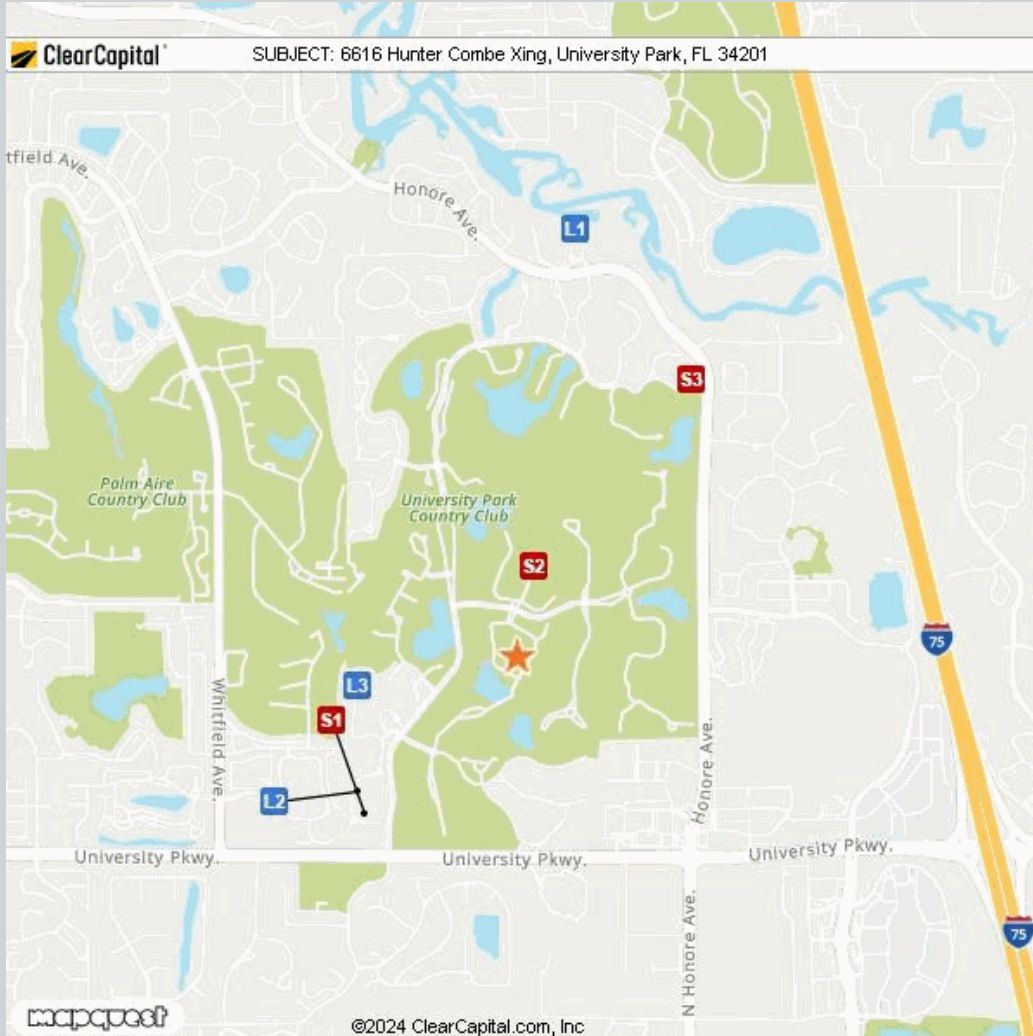 ClearCapital
SUBJECT: 6616 Hunter Combe Xing, University Park, FL 34201
tfield Ave.
Honore Ave.
L1
S3
Palm Aire
Country Club
University Park
Country Club
S2
75
L3
S1
Whitfield Ave.
L2
Honore Ave.
University Pkwy.
University Pkwy.
University Pkwy.
N Honore Ave.
75
mapquest
©2024 ClearCapital.com, Inc